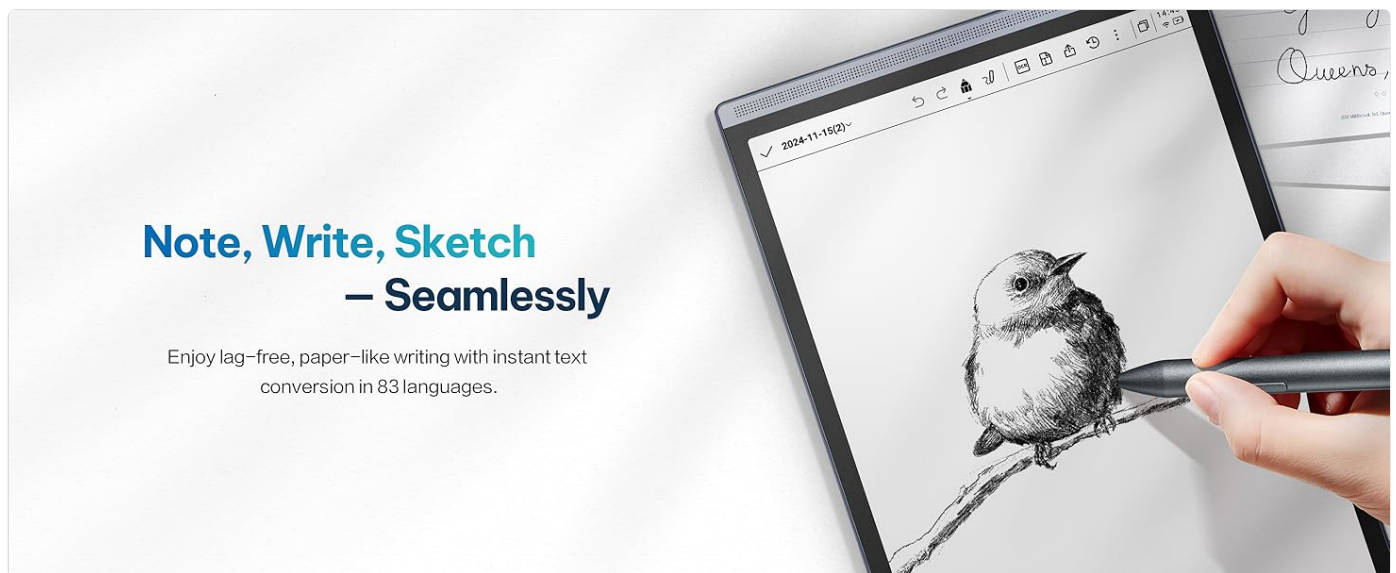 Note, Write, Sketch
— Seamlessly
Enjoy lag-free, paper-like writing with instant text
conversion in 83 languages.
2024-11-15(2)
OCR
Queens,